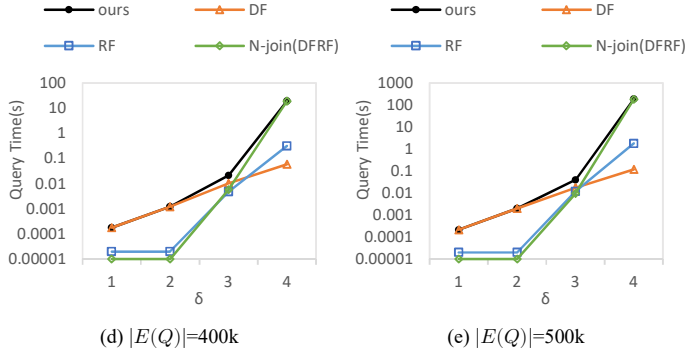 ours DF
RF N-join(DFRF)
100
10
1
0.1
0.01
0.001
0.0001
0.00001
Query Time(s)
1 2 3 4
δ
(d) |E(Q)|=400k
ours DF
RF N-join(DFRF)
1000
100
10
1
0.1
0.01
0.001
0.0001
0.00001
Query Time(s)
1 2 3 4
δ
(e) |E(Q)|=500k